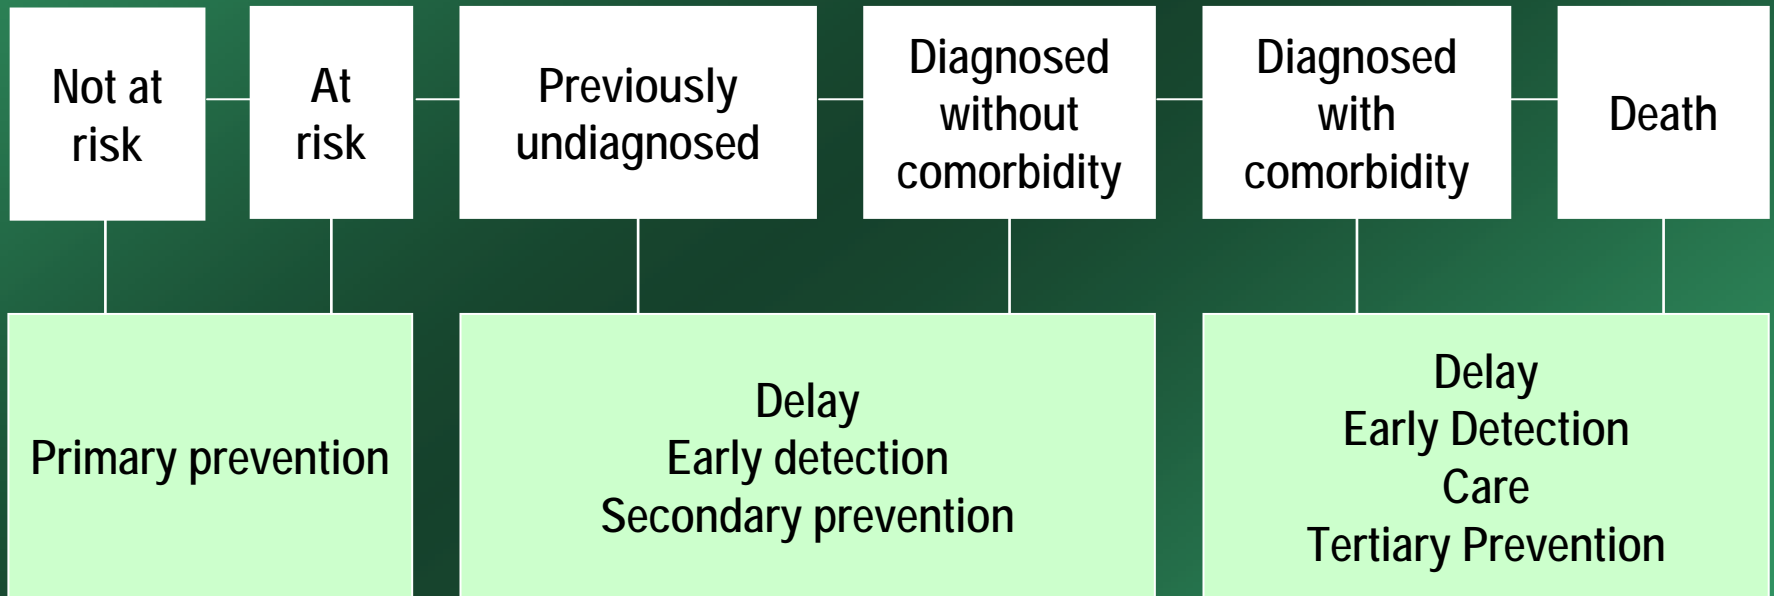 Not at
risk
At
risk
Previously
undiagnosed
Diagnosed
without
comorbidity
Diagnosed
with
comorbidity
Death
Primary prevention
Delay
Early detection
Secondary prevention
Delay
Early Detection
Care
Tertiary Prevention